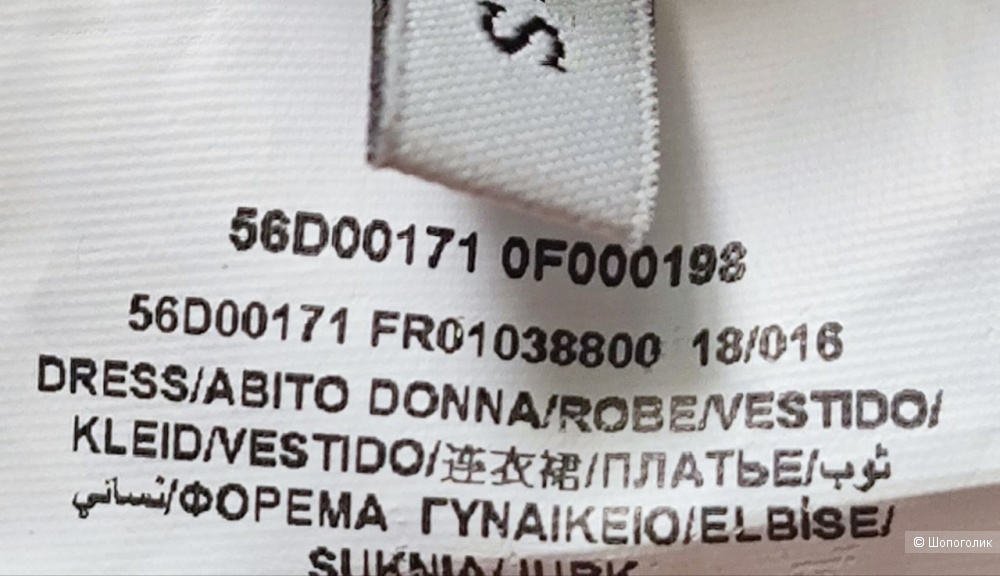 S
56D00171 0F000198
56D00171 FR01038800 18/016
DRESS/ABITO DONNA/ROBE/VESTIDO/
KLEID/VESTIDO/连衣裙/ПЛАТЬЕ/ثوب
نسائي/ΦΟΡΕΜΑ ΓΥΝΑΙΚΕΙΟ/ELBİSE/
SUKNIA/JURK
© Шопоголик